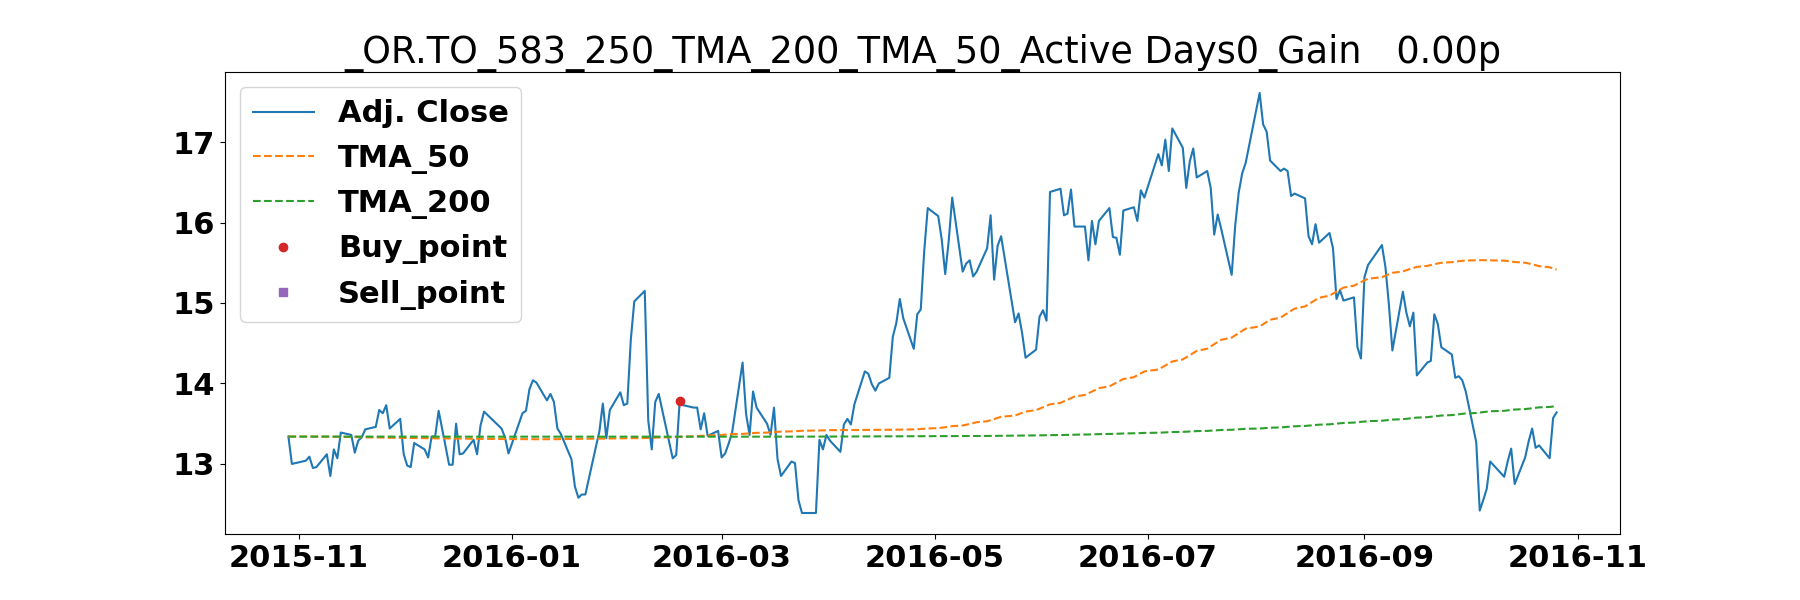 _OR.TO_583_250_TMA_200_TMA_50_Active Days0_Gain   0.00p
Adj. Close
TMA_50
TMA_200
Buy_point
Sell_point
17
16
15
14
13
2015-11 2016-01 2016-03 2016-05 2016-07 2016-09 2016-11